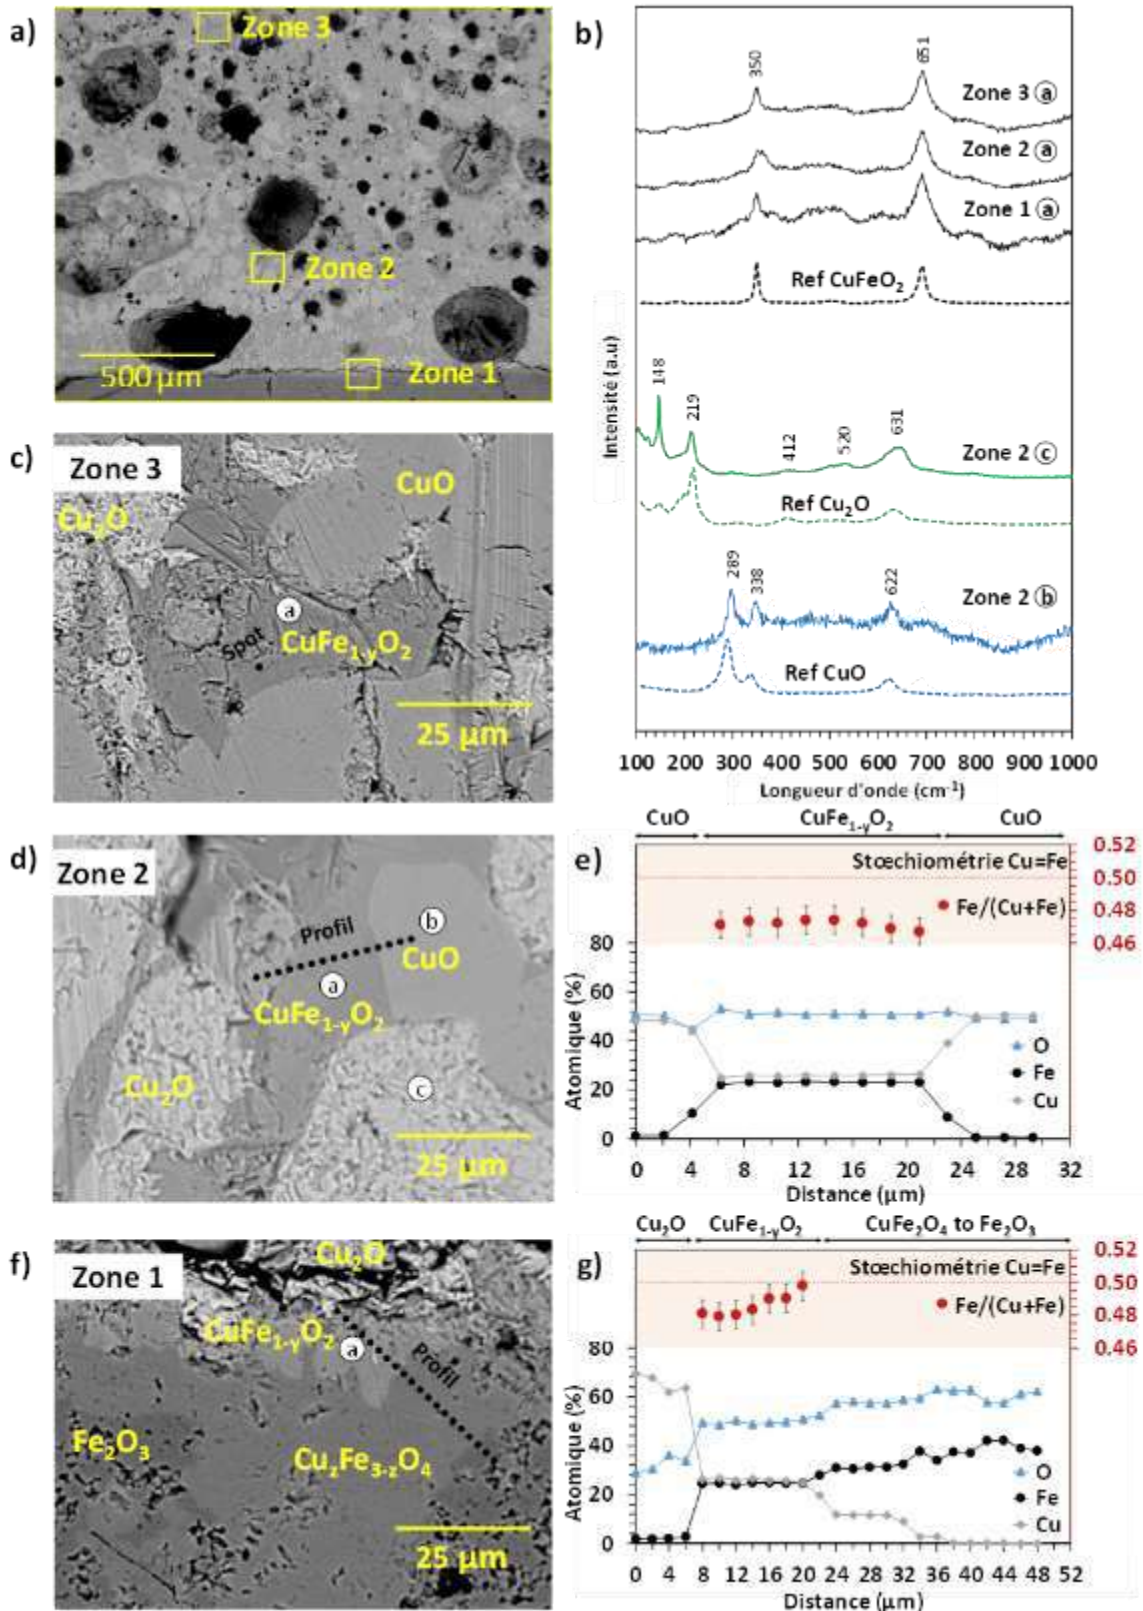 a)
Zone 3
Zone 2
500 µm
Zone 1
b)
350
651
Zone 3 ⓐ
Zone 2 ⓐ
Zone 1 ⓐ
Ref CuFeO₂
148
219
412
520
631
Zone 2 ⓒ
Ref Cu₂O
289
338
622
Zone 2 ⓑ
Ref CuO
Intensité (a.u)
100 200 300 400 500 600 700 800 900 1000
Longueur d'onde (cm⁻¹)
c)
Zone 3
Cu₂O
CuO
ⓐ
Spot
CuFe₁₋yO₂
25 µm
d)
Zone 2
Profil
ⓑ
CuO
ⓐ
CuFe₁₋yO₂
Cu₂O
ⓒ
25 µm
e)
CuO CuFe₁₋yO₂ CuO
Stœchiométrie Cu=Fe
Fe/(Cu+Fe)
0.52
0.50
0.48
0.46
80
60
40
20
0
Atomique (%)
O
Fe
Cu
0 4 8 12 16 20 24 28 32
Distance (µm)
f)
Zone 1
Cu₂O
CuFe₁₋yO₂
ⓐ
Profil
Fe₂O₃
CuzFe₃₋zO₄
25 µm
g)
Cu₂O CuFe₁₋yO₂ CuFe₂O₄ to Fe₂O₃
Stœchiométrie Cu=Fe
Fe/(Cu+Fe)
0.52
0.50
0.48
0.46
80
60
40
20
0
Atomique (%)
O
Fe
Cu
0 4 8 12 16 20 24 28 32 36 40 44 48 52
Distance (µm)